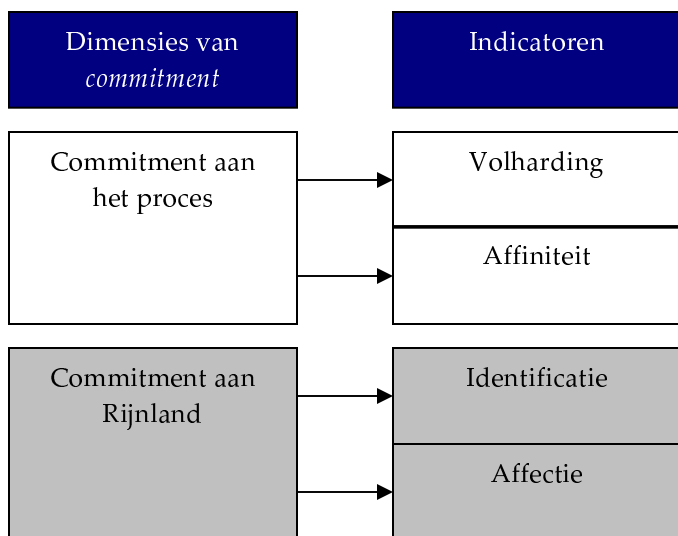 Dimensies van
commitment
Indicatoren
Commitment aan
het proces
Volharding
Affiniteit
Commitment aan
Rijnland
Identificatie
Affectie